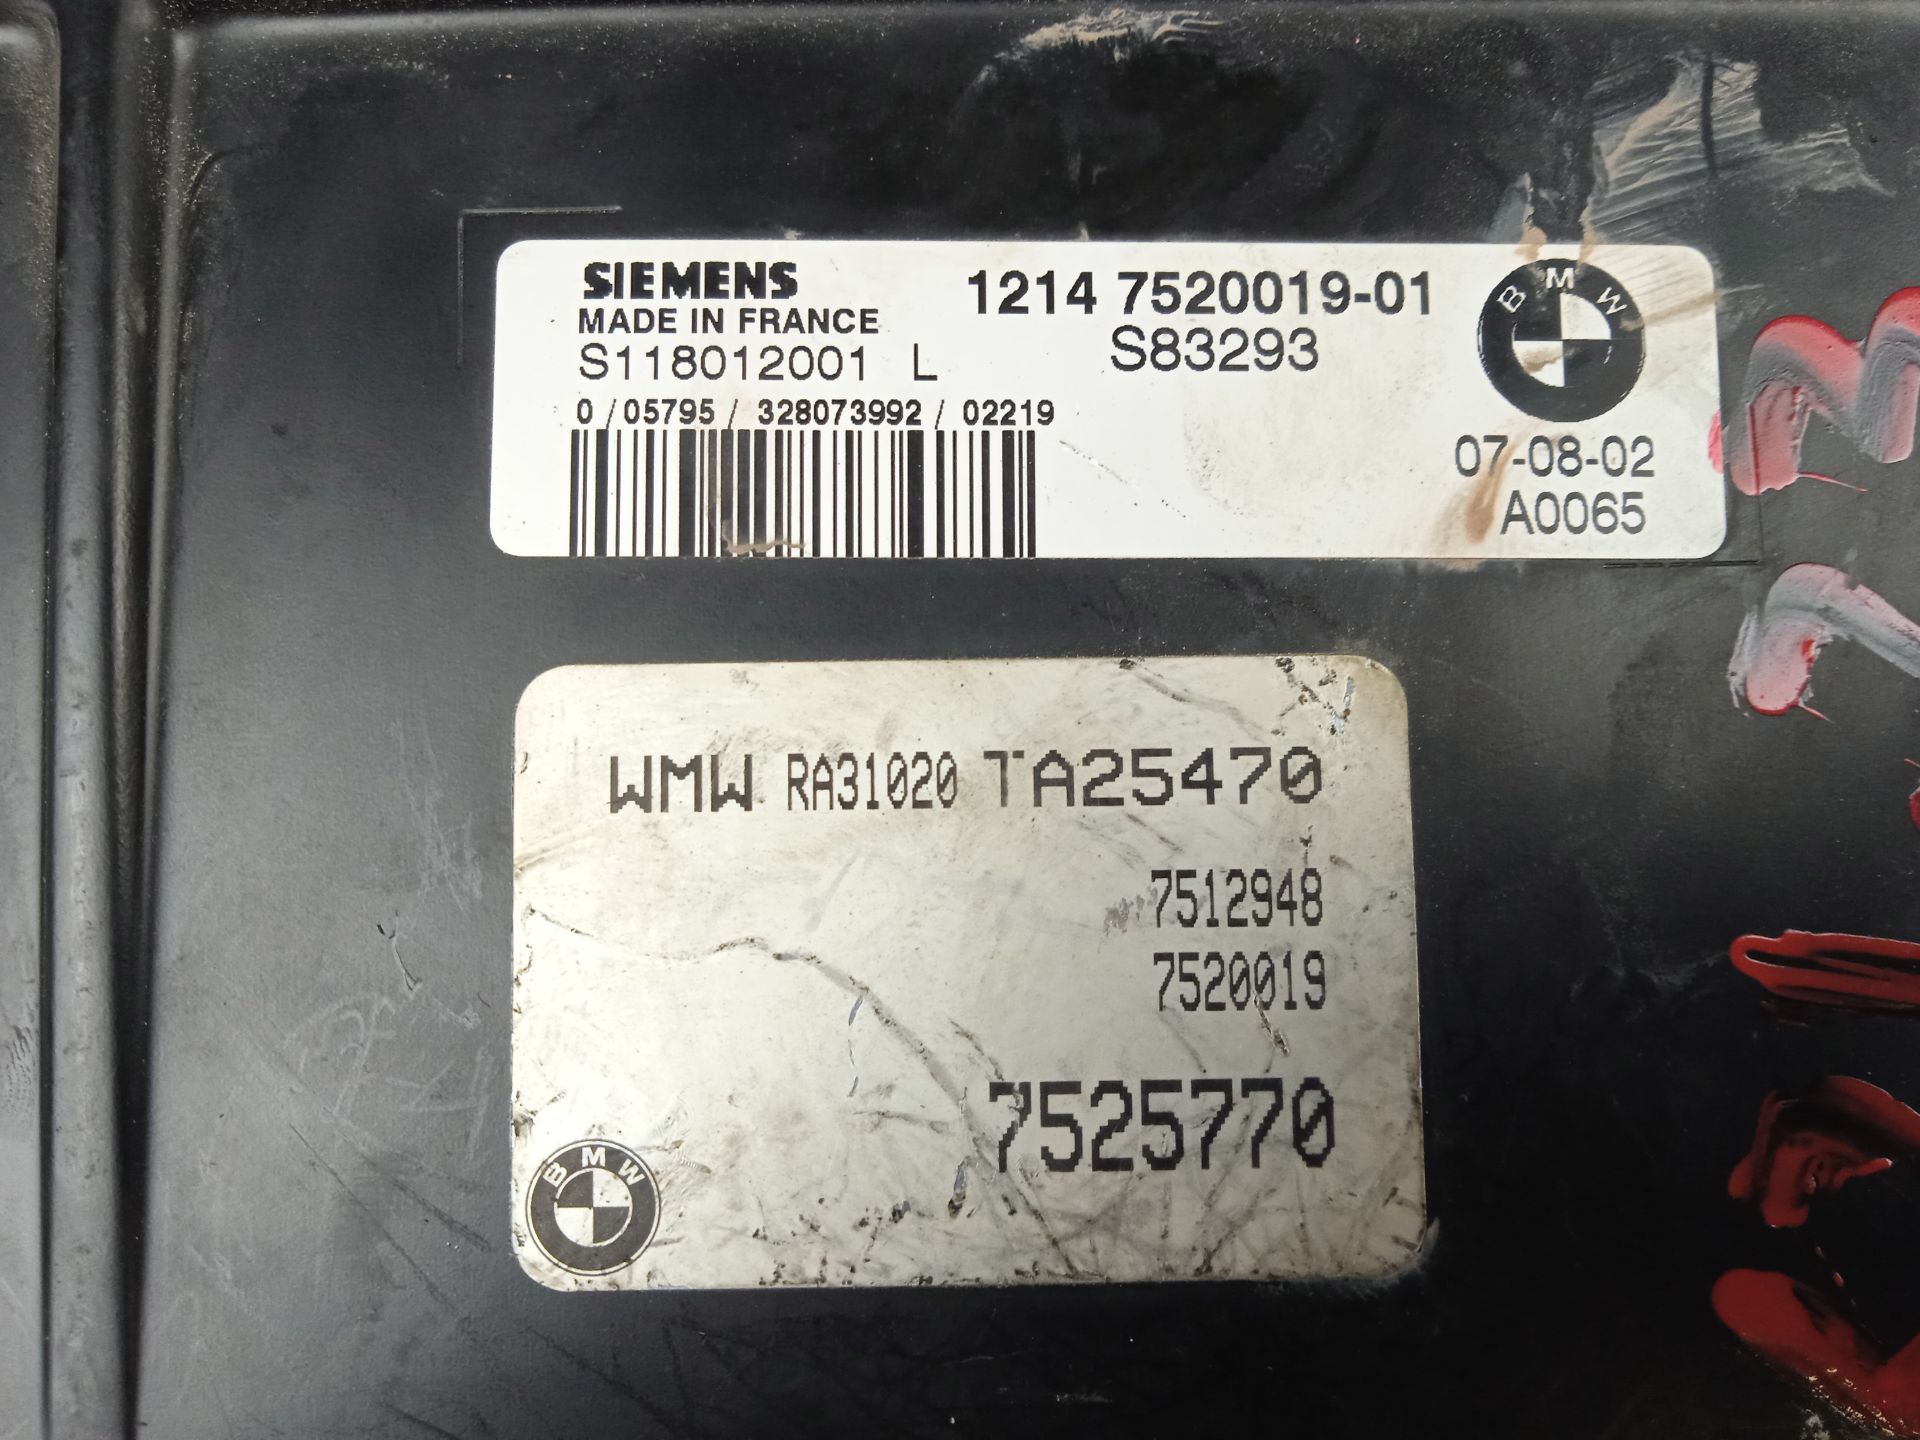 SIEMENS
MADE IN FRANCE
S118012001 L
0 / 05795 / 328073992 / 02219
1214 7520019-01
S83293
BMW
07-08-02
A0065
WMW RA31020 TA25470
7512948
7520019
7525770
BMW